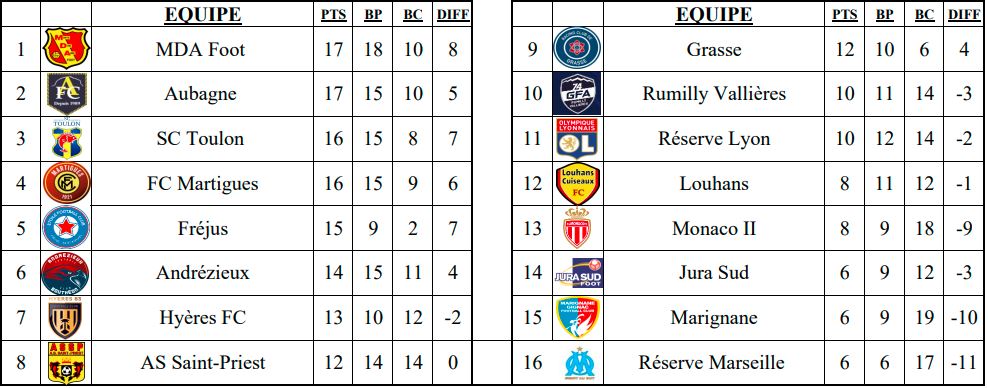 EQUIPE PTS BP BC DIFF
1 MDA Foot 17 18 10 8
2 Aubagne 17 15 10 5
3 SC Toulon 16 15 8 7
4 FC Martigues 16 15 9 6
5 Fréjus 15 9 2 7
6 Andrézieux 14 15 11 4
7 Hyères FC 13 10 12 -2
8 AS Saint-Priest 12 14 14 0
EQUIPE PTS BP BC DIFF
9 Grasse 12 10 6 4
10 Rumilly Vallières 10 11 14 -3
11 Réserve Lyon 10 12 14 -2
12 Louhans Cuiseaux FC Louhans 8 11 12 -1
13 Monaco II 8 9 18 -9
14 JURA SUD FOOT Jura Sud 6 9 12 -3
15 Marignane 6 9 19 -10
16 Réserve Marseille 6 6 17 -11